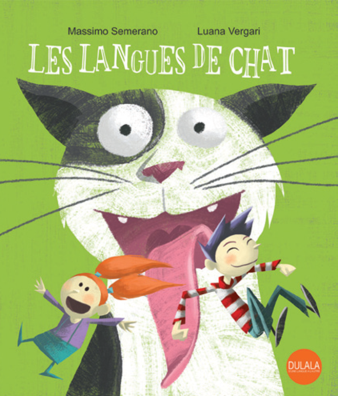 Massimo Semerano Luana Vergari
LES LANGUES DE CHAT
DULALA